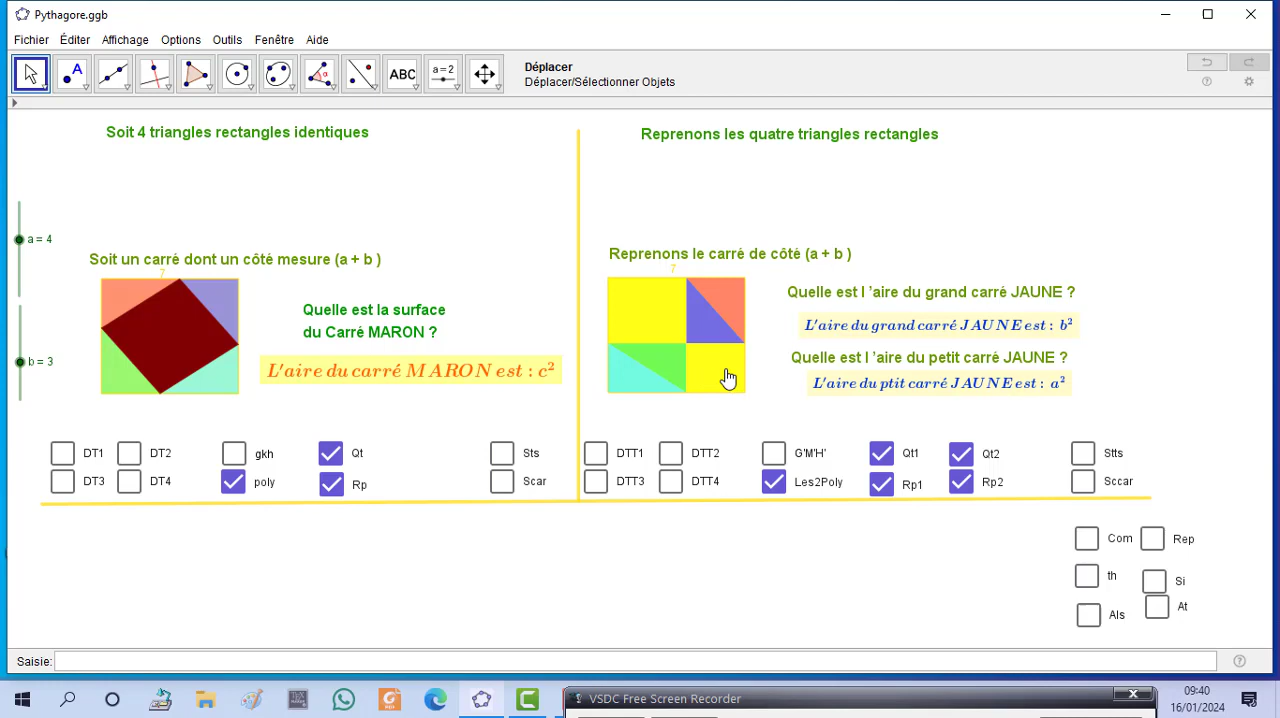 Pythagore.ggb
Fichier Éditer Affichage Options Outils Fenêtre Aide
A
α
ABC
a = 2
Déplacer
Déplacer/Sélectionner Objets
Soit 4 triangles rectangles identiques
Reprenons les quatre triangles rectangles
a = 4
Soit un carré dont un côté mesure (a + b )
7
Quelle est la surface
du Carré MARON ?
L'aire du carré MARON est : c²
b = 3
Reprenons le carré de côté (a + b )
7
Quelle est l 'aire du grand carré JAUNE ?
L'aire du grand carré JAUNE est : b²
Quelle est l 'aire du petit carré JAUNE ?
L'aire du ptit carré JAUNE est : a²
DT1 DT2 gkh Qt Sts
DT3 DT4 poly Rp Scar
DTT1 DTT2 G'M'H' Qt1 Qt2 Stts
DTT3 DTT4 Les2Poly Rp1 Rp2 Sccar
Com Rep
th Si
Als At
Saisie:
VSDC Free Screen Recorder
09:40
16/01/2024